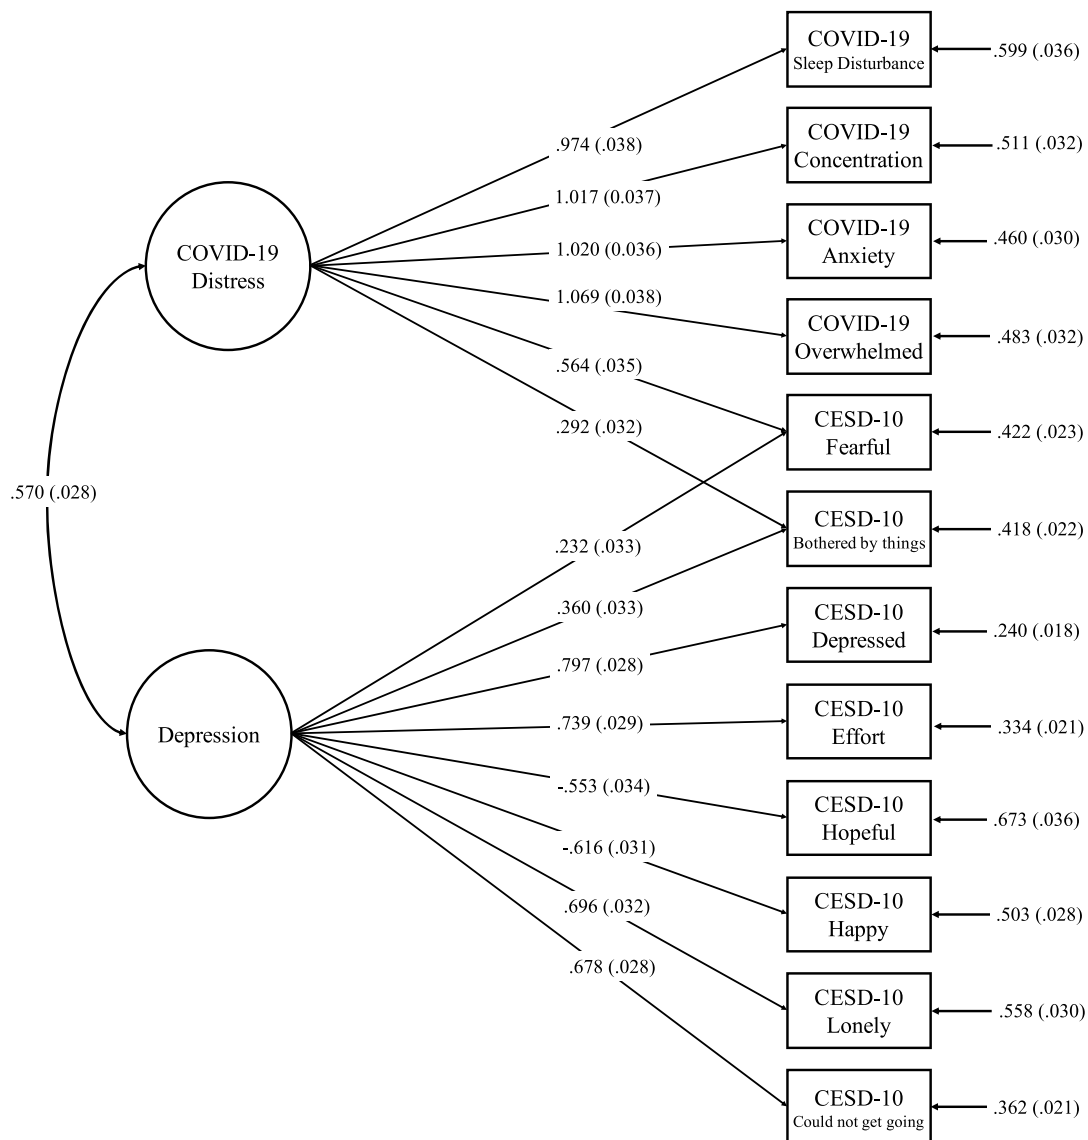 COVID-19
Sleep Disturbance
.599 (.036)
.974 (.038)
COVID-19
Concentration
.511 (.032)
1.017 (0.037)
COVID-19
Anxiety
.460 (.030)
COVID-19
Distress
1.020 (0.036)
1.069 (0.038)
COVID-19
Overwhelmed
.483 (.032)
.564 (.035)
.292 (.032)
CESD-10
Fearful
.422 (.023)
.570 (.028)
CESD-10
Bothered by things
.418 (.022)
.232 (.033)
.360 (.033)
CESD-10
Depressed
.240 (.018)
.797 (.028)
Depression
.739 (.029)
CESD-10
Effort
.334 (.021)
-.553 (.034)
CESD-10
Hopeful
.673 (.036)
-.616 (.031)
CESD-10
Happy
.503 (.028)
.696 (.032)
.678 (.028)
CESD-10
Lonely
.558 (.030)
CESD-10
Could not get going
.362 (.021)